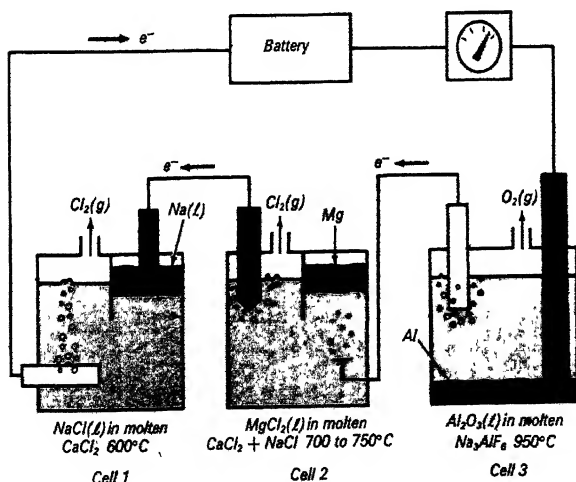 e⁻
Battery
e⁻
e⁻
Cl₂(g)
Na(ℓ)
Cl₂(g)
Mg
O₂(g)
Al
NaCl(ℓ) in molten
CaCl₂ 600°C
Cell 1
MgCl₂(ℓ) in molten
CaCl₂ + NaCl 700 to 750°C
Cell 2
Al₂O₃(ℓ) in molten
Na₃AlF₆ 950°C
Cell 3